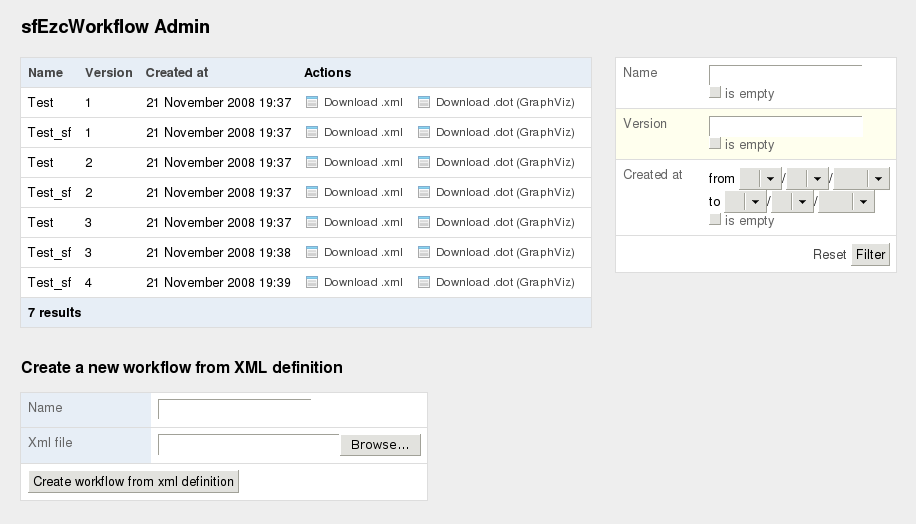 sfEzcWorkflow Admin
Name Version Created at Actions
Test 1 21 November 2008 19:37 Download .xml Download .dot (GraphViz)
Test_sf 1 21 November 2008 19:37 Download .xml Download .dot (GraphViz)
Test 2 21 November 2008 19:37 Download .xml Download .dot (GraphViz)
Test_sf 2 21 November 2008 19:37 Download .xml Download .dot (GraphViz)
Test 3 21 November 2008 19:37 Download .xml Download .dot (GraphViz)
Test_sf 3 21 November 2008 19:38 Download .xml Download .dot (GraphViz)
Test_sf 4 21 November 2008 19:39 Download .xml Download .dot (GraphViz)
7 results
Name
is empty
Version
is empty
Created at from / /
to / /
is empty
Reset Filter
Create a new workflow from XML definition
Name
Xml file Browse...
Create workflow from xml definition